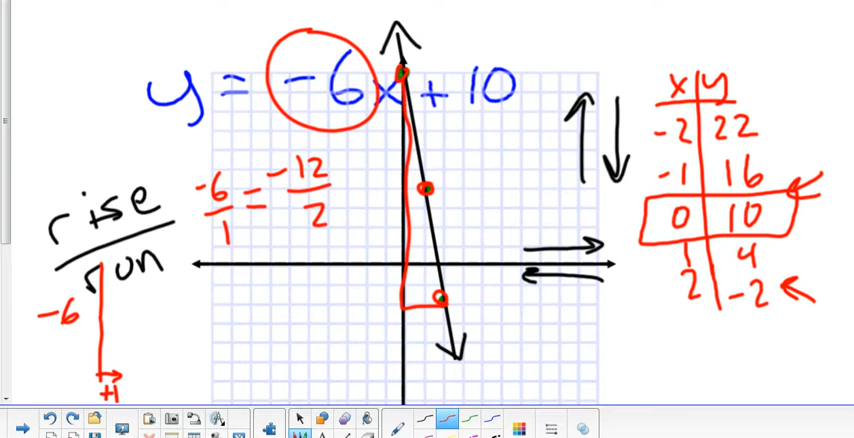 y = -6x + 10
-6/1 = -12/2
rise
run
-6
+1
x y
-2 22
-1 16
0 10
1 4
2 -2